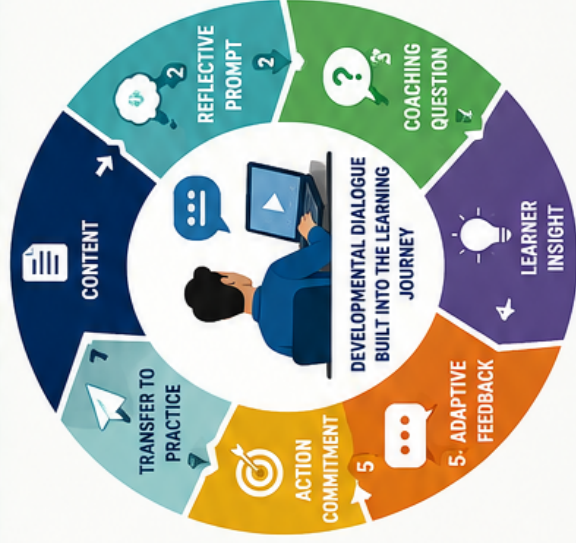 CONTENT
2
REFLECTIVE
PROMPT
2
3
COACHING
QUESTION
4
LEARNER
INSIGHT
5. ADAPTIVE
FEEDBACK
5
ACTION
COMMITMENT
7
TRANSFER TO
PRACTICE
DEVELOPMENTAL DIALOGUE
BUILT INTO THE LEARNING
JOURNEY